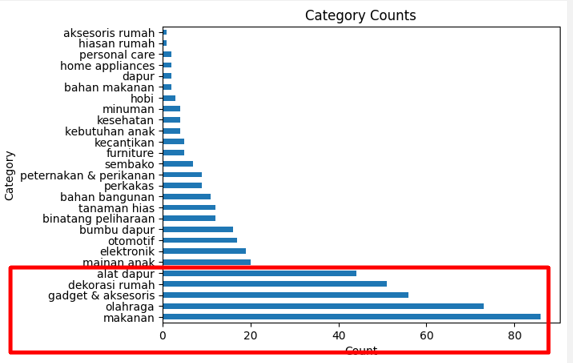 Category Counts
aksesoris rumah
hiasan rumah
personal care
home appliances
dapur
bahan makanan
hobi
minuman
kesehatan
kebutuhan anak
kecantikan
furniture
sembako
peternakan & perikanan
perkakas
bahan bangunan
tanaman hias
binatang peliharaan
bumbu dapur
otomotif
elektronik
mainan anak
alat dapur
dekorasi rumah
gadget & aksesoris
olahraga
makanan
Category
0 20 40 60 80
Count